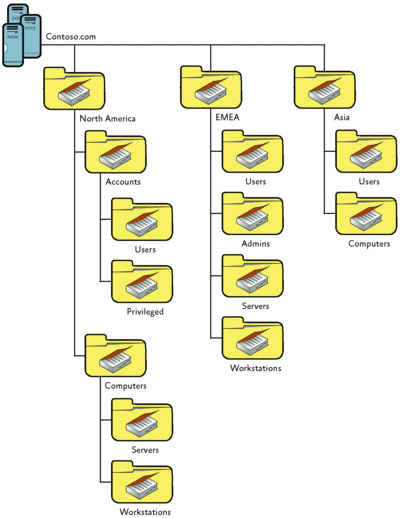 Contoso.com
North America
EMEA
Asia
Accounts
Users
Users
Users
Admins
Computers
Privileged
Servers
Computers
Workstations
Servers
Workstations